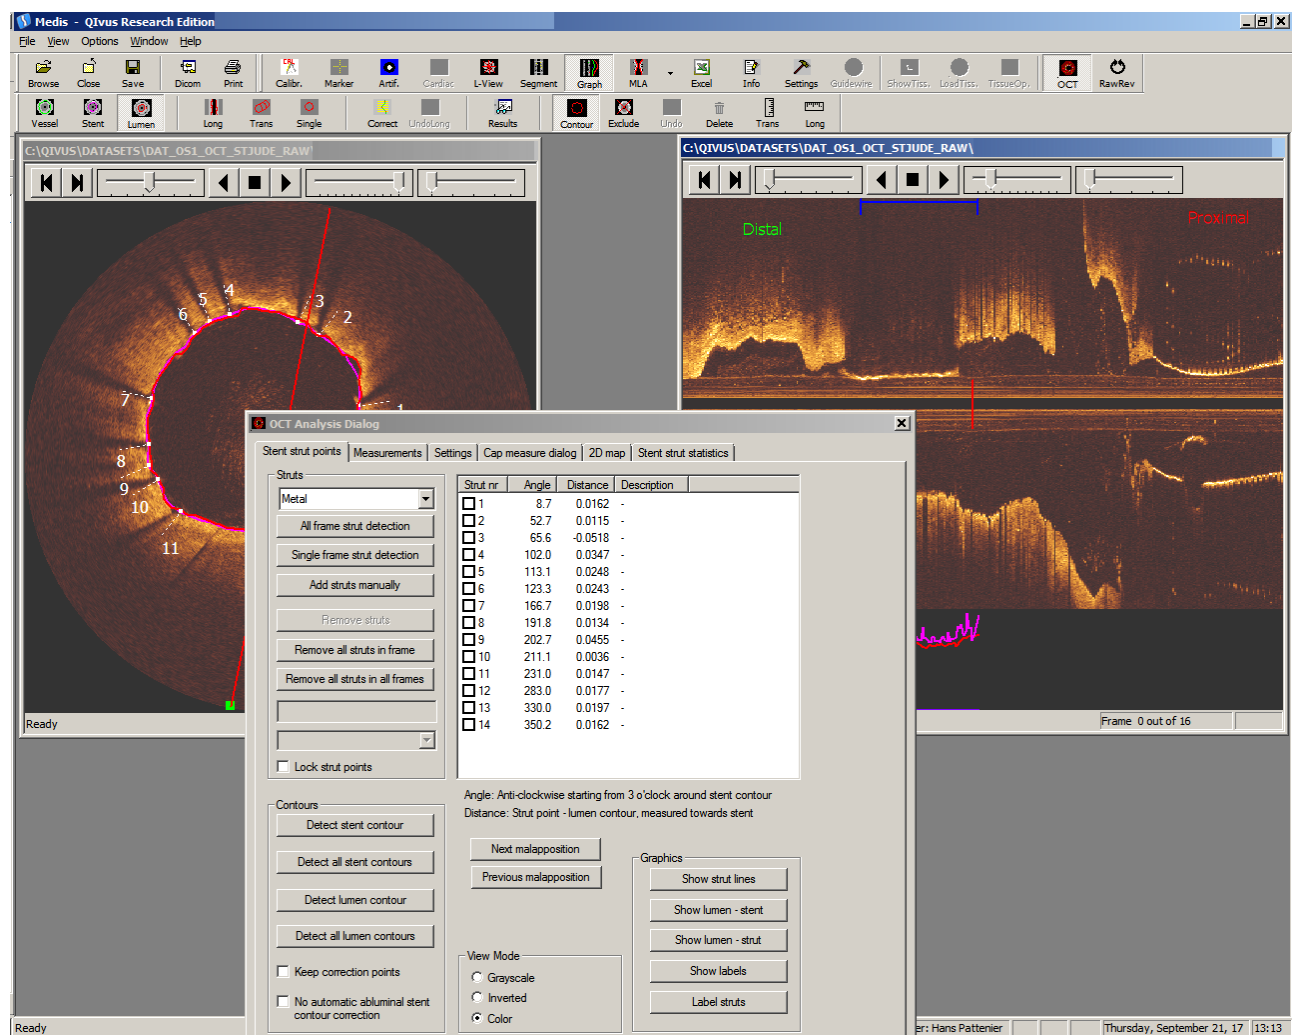 Medis - QIvus Research Edition
File View Options Window Help
Browse Close Save Dicom Print Calibr. Marker Artif. Cardiac L-View Segment Graph MLA Excel Info Settings Guidewire ShowTiss. LoadTiss. TissueOp. OCT RawRev
Vessel Stent Lumen Long Trans Single Correct UndoLong Results Contour Exclude Undo Delete Trans Long
C:\QIVUS\DATASETS\DAT_OS1_OCT_STJUDE_RAW\
C:\QIVUS\DATASETS\DAT_OS1_OCT_STJUDE_RAW\
Distal
Proximal
1
2
3
4
5
6
7
8
9
10
11
Ready
Frame 0 out of 16
OCT Analysis Dialog
Stent strut points Measurements Settings Cap measure dialog 2D map Stent strut statistics
Struts
Metal
All frame strut detection
Single frame strut detection
Add struts manually
Remove struts
Remove all struts in frame
Remove all struts in all frames
Lock strut points
Strut nr Angle Distance Description
1 8.7 0.0162 -
2 52.7 0.0115 -
3 65.6 -0.0518 -
4 102.0 0.0347 -
5 113.1 0.0248 -
6 123.3 0.0243 -
7 166.7 0.0198 -
8 191.8 0.0134 -
9 202.7 0.0455 -
10 211.1 0.0036 -
11 231.0 0.0147 -
12 283.0 0.0177 -
13 330.0 0.0197 -
14 350.2 0.0162 -
Angle: Anti-clockwise starting from 3 o'clock around stent contour
Distance: Strut point - lumen contour, measured towards stent
Contours
Detect stent contour
Detect all stent contours
Detect lumen contour
Detect all lumen contours
Keep correction points
No automatic abluminal stent
contour correction
Next malapposition
Previous malapposition
View Mode
Grayscale
Inverted
Color
Graphics
Show strut lines
Show lumen - stent
Show lumen - strut
Show labels
Label struts
Ready
er: Hans Pattenier
Thursday, September 21, 17
13:13